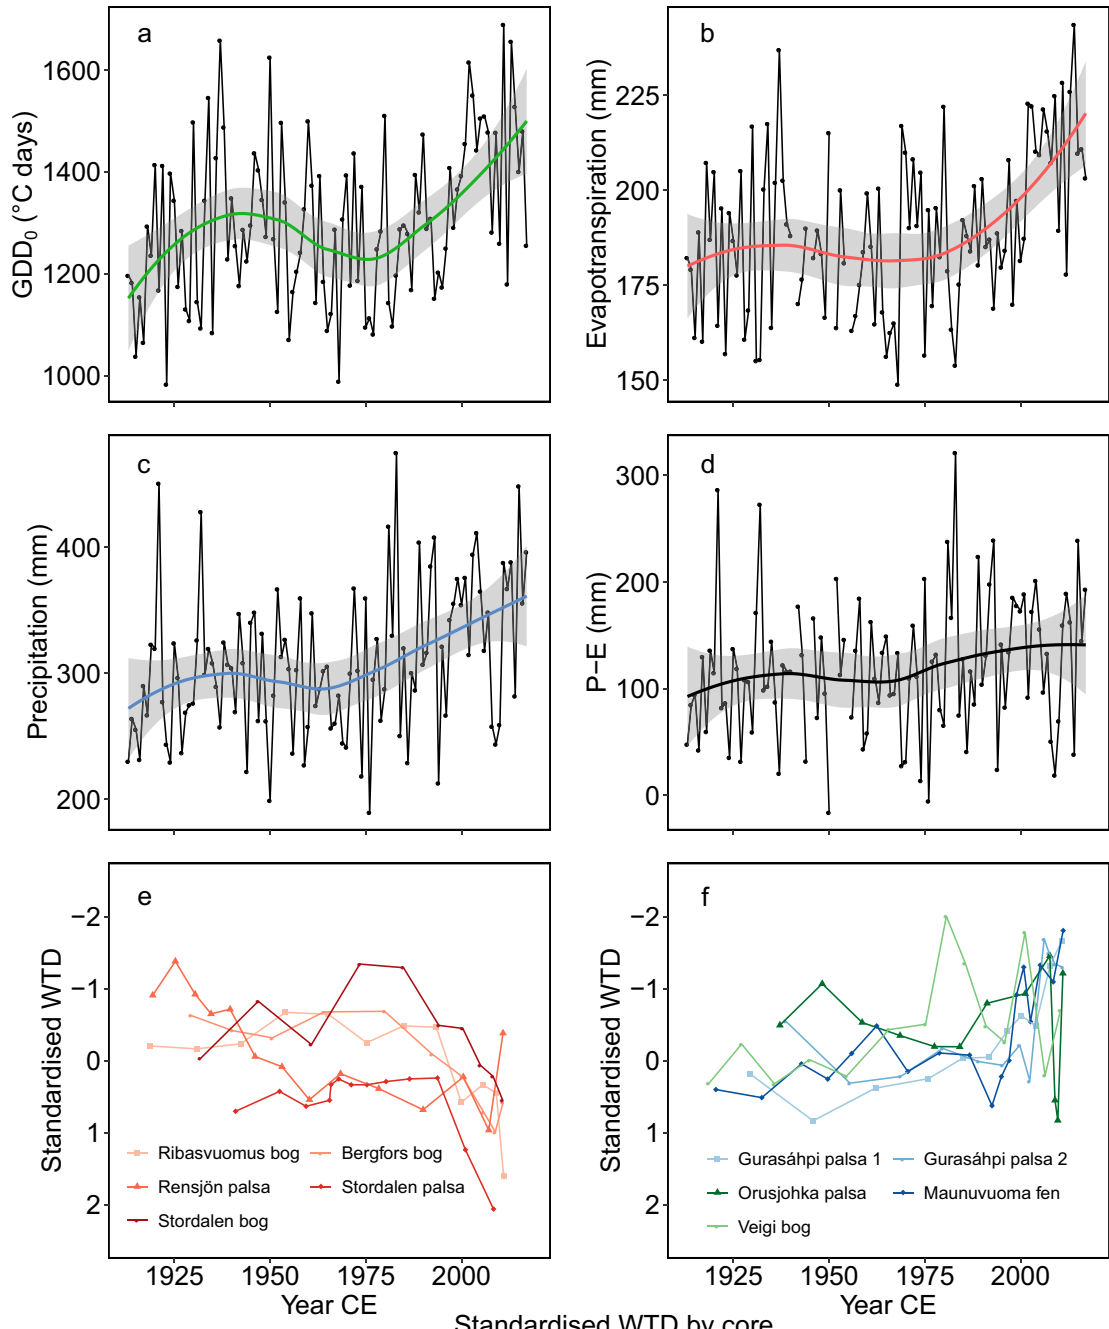 a
1600
1400
1200
1000
GDD₀ (°C days)
b
225
200
175
150
Evapotranspiration (mm)
c
400
300
200
Precipitation (mm)
d
300
200
100
0
P−E (mm)
e
−2
−1
0
1
2
Standardised WTD
Ribasvuomus bog
Bergfors bog
Rensjön palsa
Stordalen palsa
Stordalen bog
1925
1950
1975
2000
Year CE
f
−2
−1
0
1
2
Standardised WTD
Gurasáhpi palsa 1
Gurasáhpi palsa 2
Orusjohka palsa
Maunuvuoma fen
Veigi bog
1925
1950
1975
2000
Year CE
Standardised WTD by core